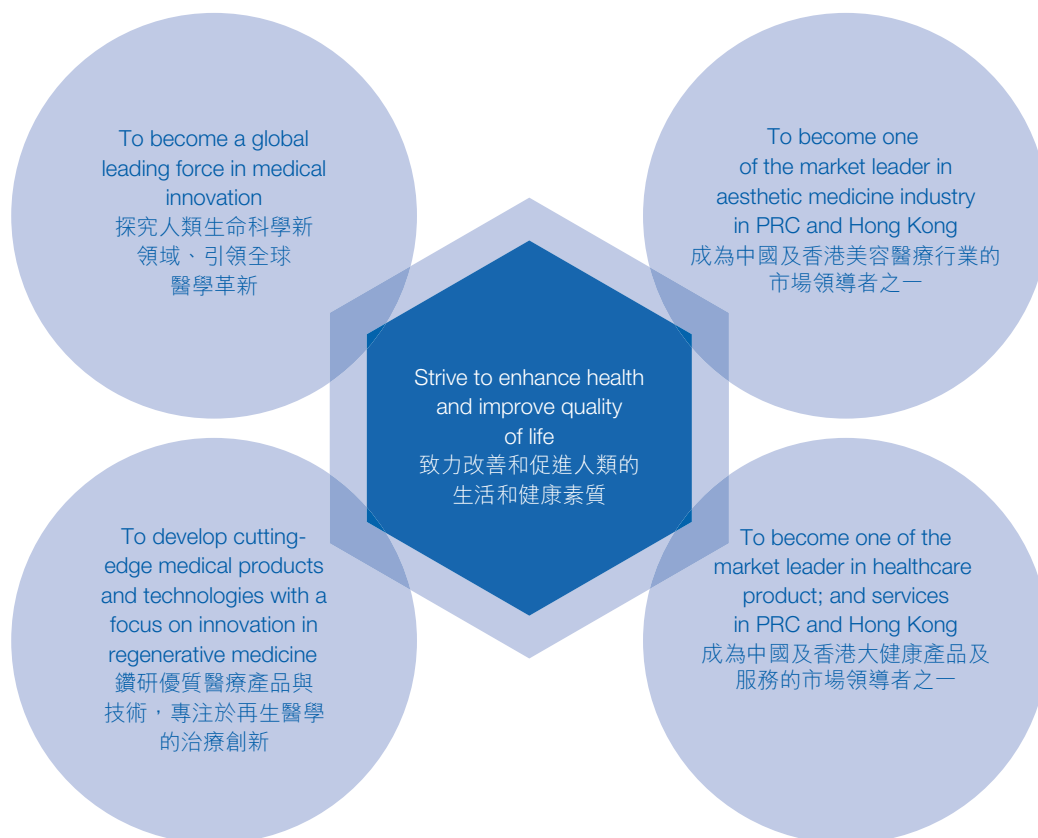 To become a global
leading force in medical
innovation
探究人類生命科學新
領域、引領全球
醫學革新
To become one
of the market leader in
aesthetic medicine industry
in PRC and Hong Kong
成為中國及香港美容醫療行業的
市場領導者之一
Strive to enhance health
and improve quality
of life
致力改善和促進人類的
生活和健康素質
To develop cutting-
edge medical products
and technologies with a
focus on innovation in
regenerative medicine
鑽研優質醫療產品與
技術，專注於再生醫學
的治療創新
To become one of the
market leader in healthcare
product; and services
in PRC and Hong Kong
成為中國及香港大健康產品及
服務的市場領導者之一